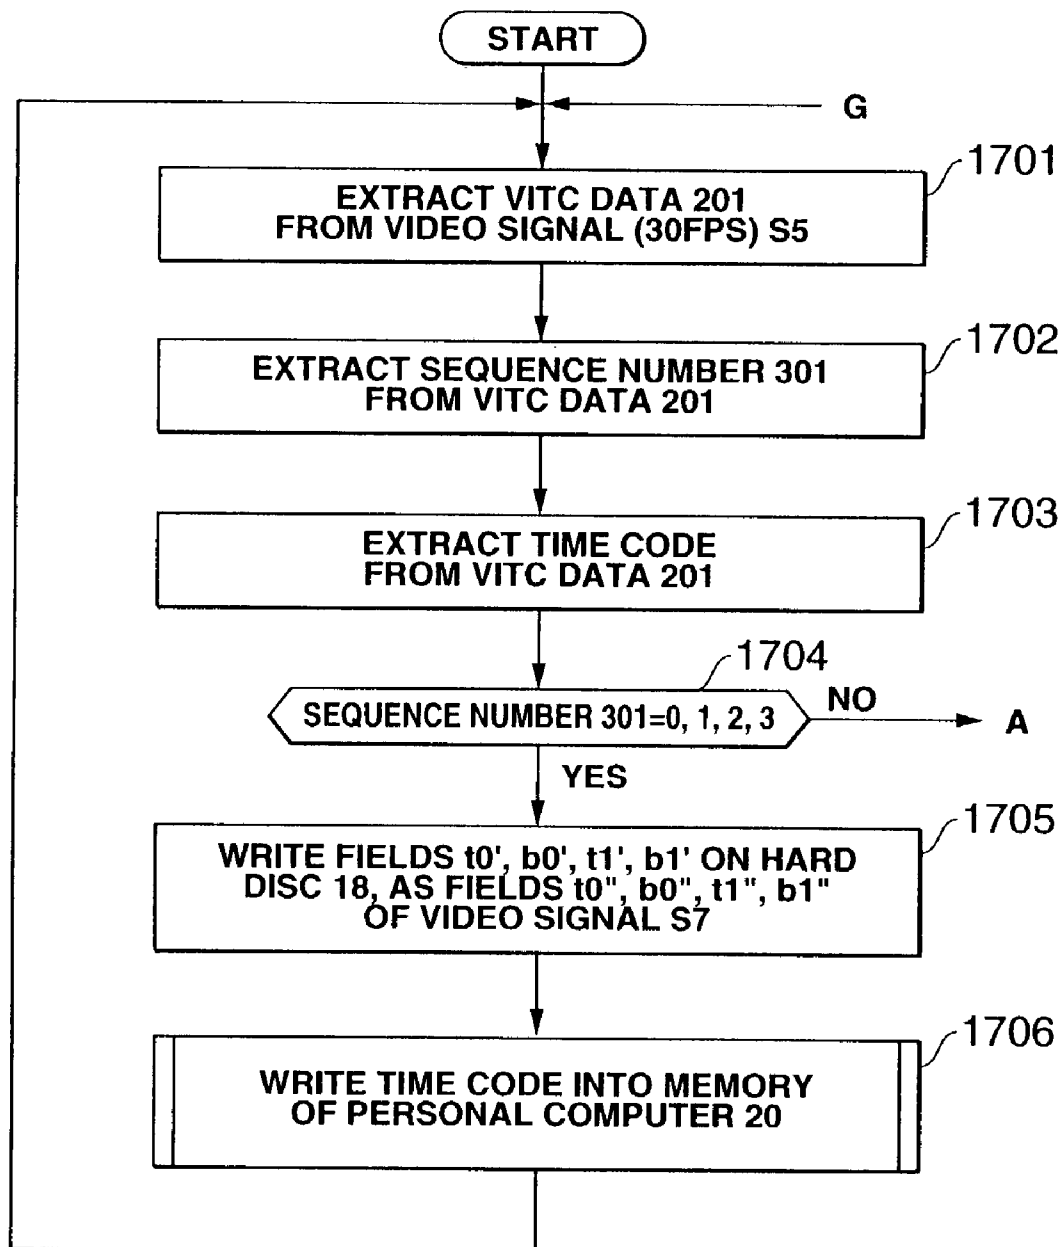 START
G
1701
EXTRACT VITC DATA 201
FROM VIDEO SIGNAL (30FPS) S5
1702
EXTRACT SEQUENCE NUMBER 301
FROM VITC DATA 201
1703
EXTRACT TIME CODE
FROM VITC DATA 201
1704
SEQUENCE NUMBER 301=0, 1, 2, 3
NO
A
YES
1705
WRITE FIELDS t0', b0', t1', b1' ON HARD
DISC 18, AS FIELDS t0", b0", t1", b1"
OF VIDEO SIGNAL S7
1706
WRITE TIME CODE INTO MEMORY
OF PERSONAL COMPUTER 20